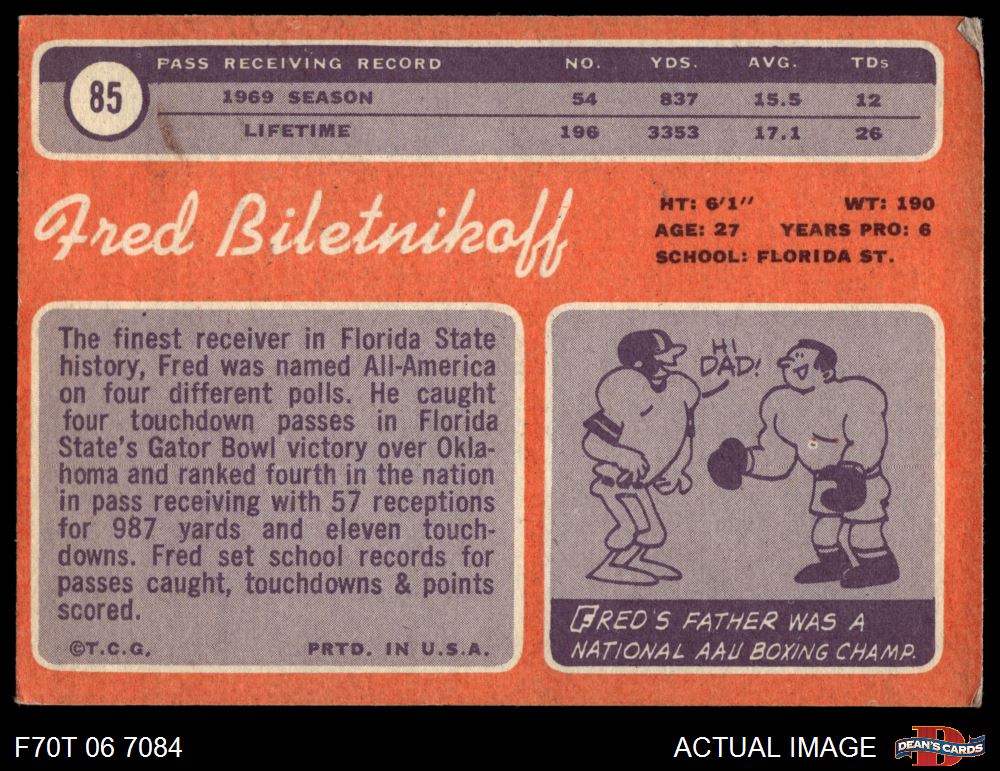 PASS RECEIVING RECORD NO. YDS. AVG. TDs
85
1969 SEASON 54 837 15.5 12
LIFETIME 196 3353 17.1 26
Fred Biletnikoff
HT: 6'1" WT: 190
AGE: 27 YEARS PRO: 6
SCHOOL: FLORIDA ST.
The finest receiver in Florida State
history, Fred was named All-America
on four different polls. He caught
four touchdown passes in Florida
State's Gator Bowl victory over Okla-
homa and ranked fourth in the nation
in pass receiving with 57 receptions
for 987 yards and eleven touch-
downs. Fred set school records for
passes caught, touchdowns & points
scored.
©T.C.G. PRTD. IN U.S.A.
HI
DAD!
FRED'S FATHER WAS A
NATIONAL AAU BOXING CHAMP.
F70T 06 7084
ACTUAL IMAGE
D
DEAN'S CARDS